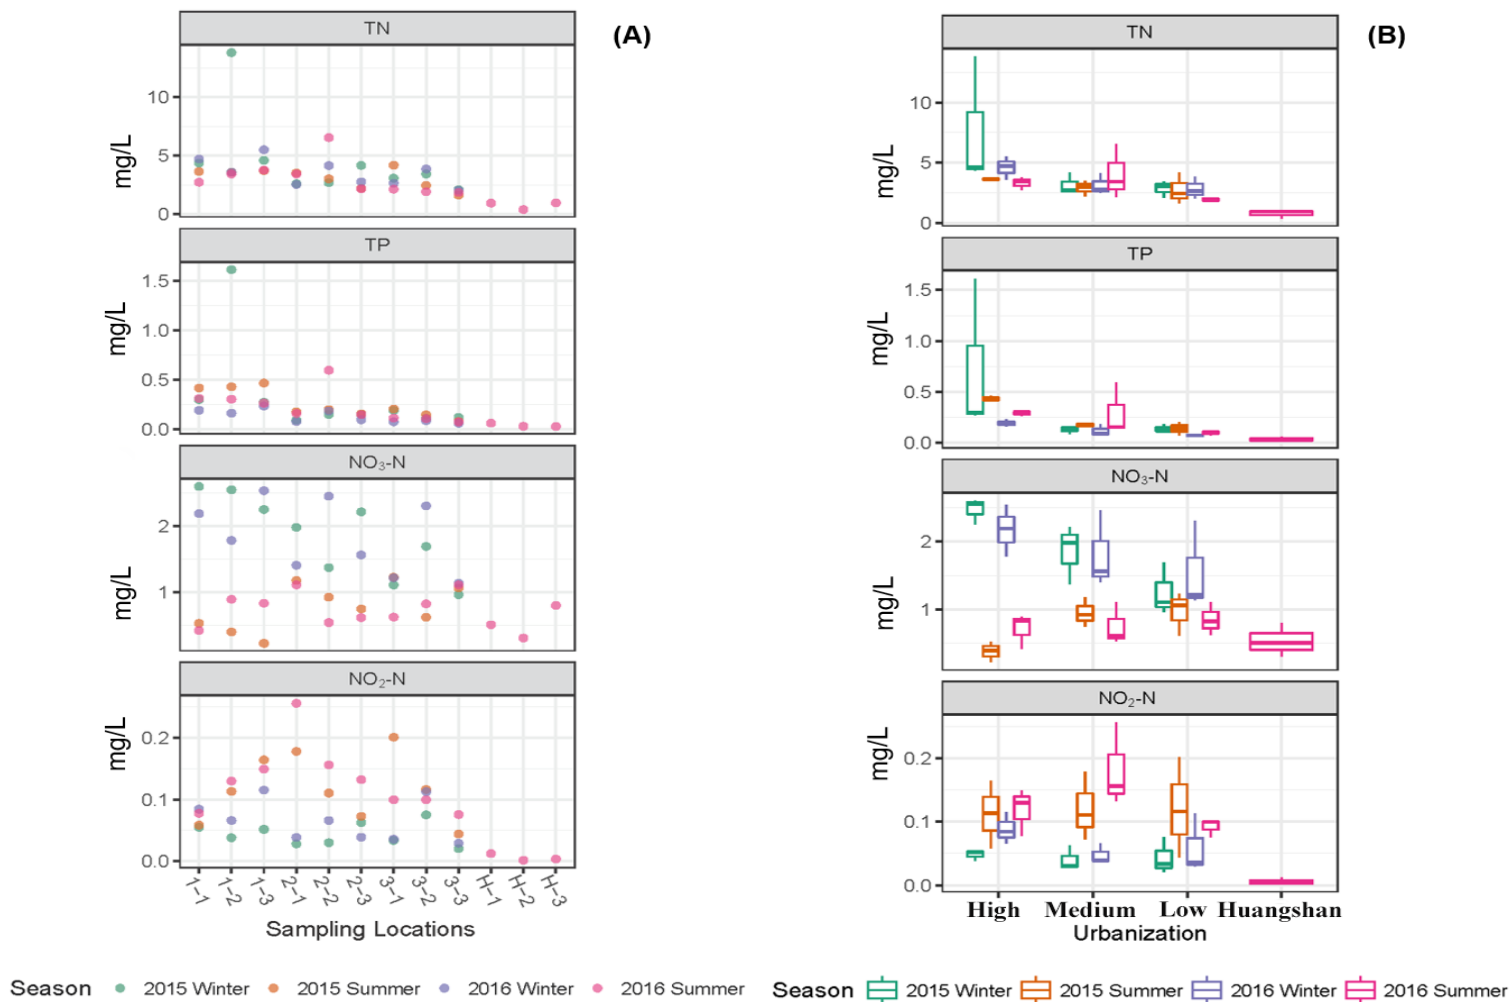 TN
(A)
mg/L
10
5
0
TP
mg/L
1.5
1.0
0.5
0.0
NO₃-N
mg/L
2
1
NO₂-N
mg/L
0.2
0.1
0.0
1-1 1-2 1-3 2-1 2-2 2-3 3-1 3-2 3-3 H-1 H-2 H-3
Sampling Locations
Season 2015 Winter 2015 Summer 2016 Winter 2016 Summer
TN
(B)
mg/L
10
5
0
TP
mg/L
1.5
1.0
0.5
0.0
NO₃-N
mg/L
2
1
NO₂-N
mg/L
0.2
0.1
0.0
High Medium Low Huangshan
Urbanization
Season 2015 Winter 2015 Summer 2016 Winter 2016 Summer